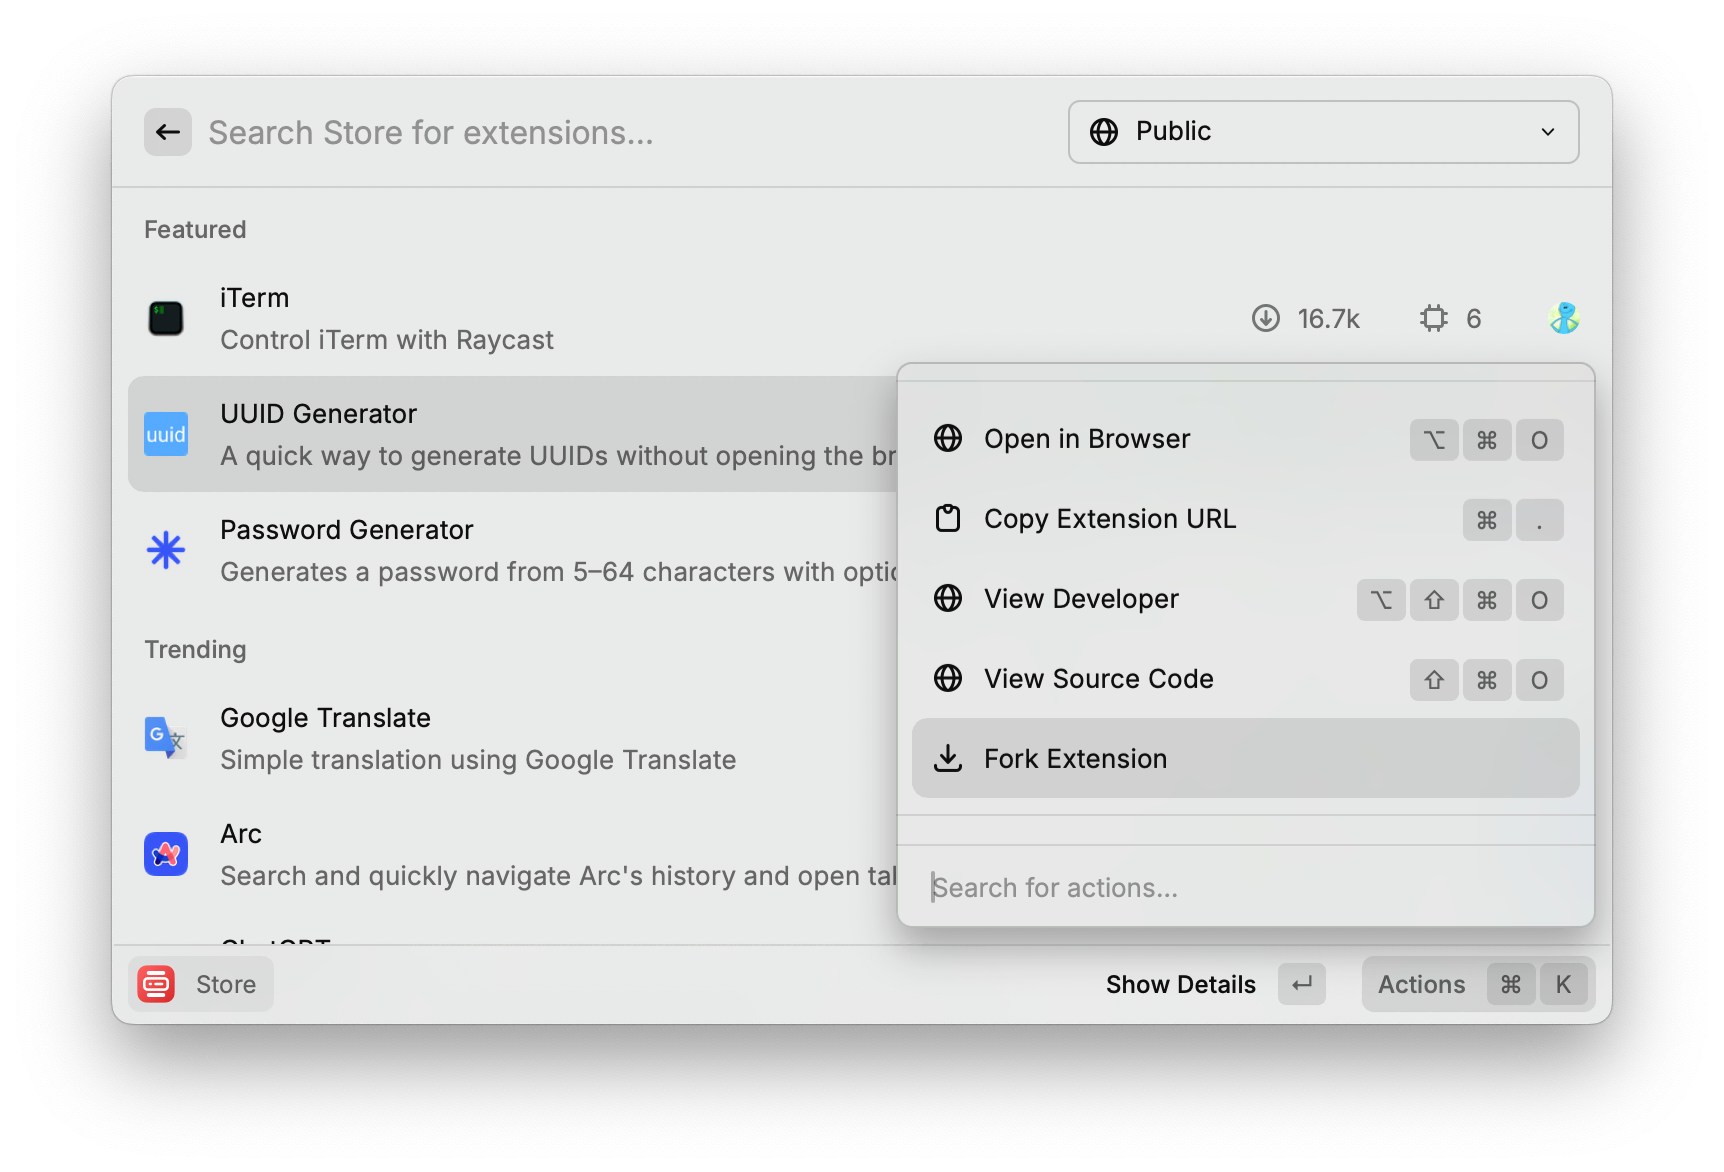 Search Store for extensions...
Public
Featured
iTerm
Control iTerm with Raycast
16.7k
6
uuid
UUID Generator
A quick way to generate UUIDs without opening the br
Password Generator
Generates a password from 5–64 characters with optic
Trending
Google Translate
Simple translation using Google Translate
Arc
Search and quickly navigate Arc's history and open tal
ChatGPT
Open in Browser
⌥ ⌘ O
Copy Extension URL
⌘ .
View Developer
⌥ ⇧ ⌘ O
View Source Code
⇧ ⌘ O
Fork Extension
Search for actions...
Store
Show Details ↵
Actions ⌘ K